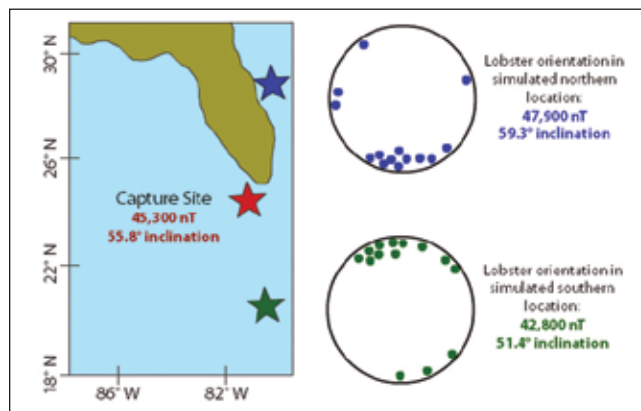 30° N
26° N
22° N
18° N
86° W
82° W
Capture Site
45,300 nT
55.8° inclination
Lobster orientation in
simulated northern
location:
47,900 nT
59.3° inclination
Lobster orientation in
simulated southern
location:
42,800 nT
51.4° inclination